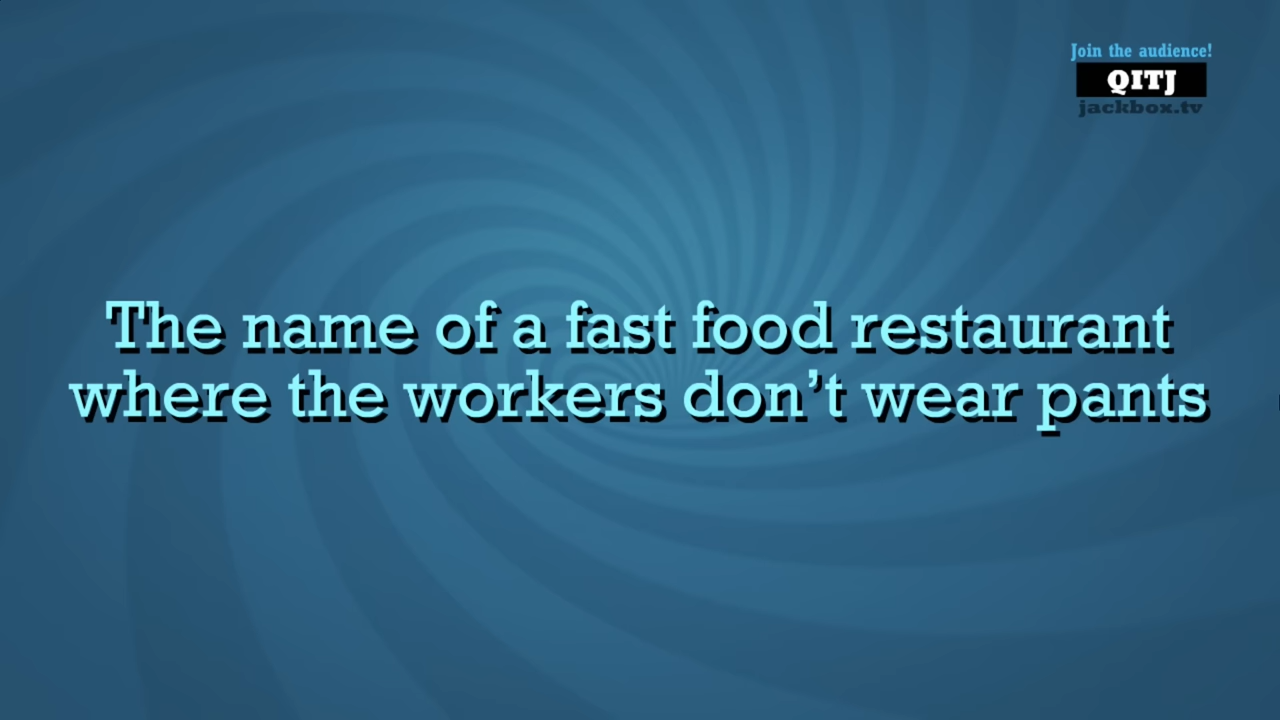 Join the audience!
QITJ
jackbox.tv
The name of a fast food restaurant
where the workers don’t wear pants